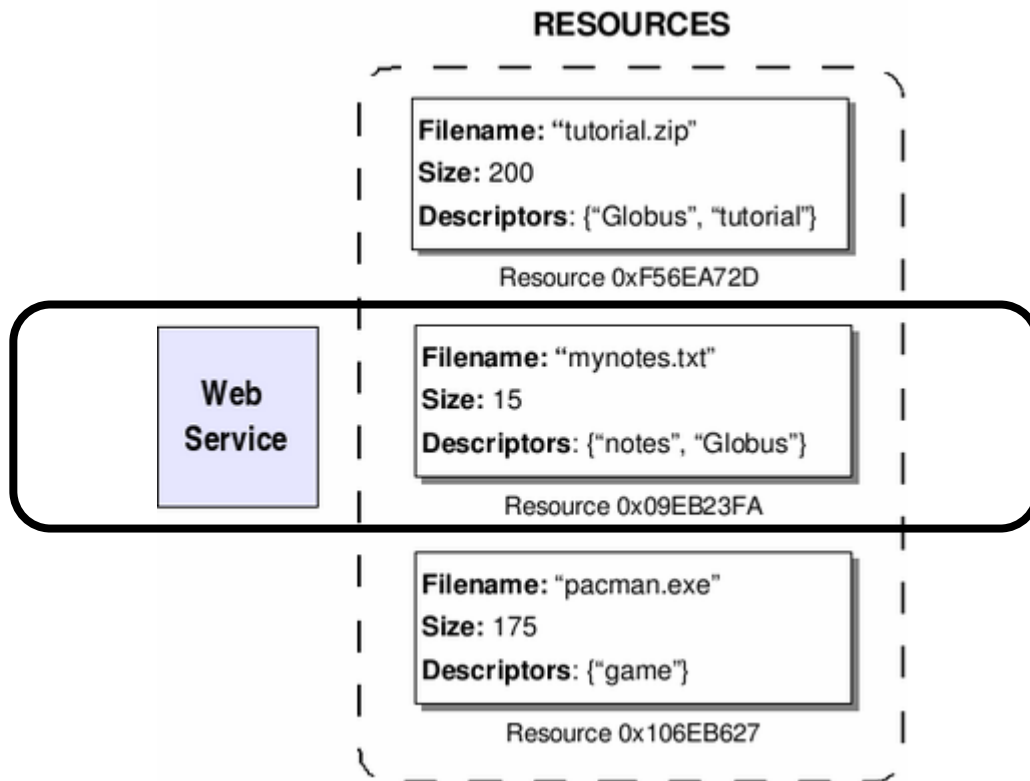 RESOURCES
Filename: “tutorial.zip”
Size: 200
Descriptors: {“Globus”, “tutorial”}
Resource 0xF56EA72D
Web
Service
Filename: “mynotes.txt”
Size: 15
Descriptors: {“notes”, “Globus”}
Resource 0x09EB23FA
Filename: “pacman.exe”
Size: 175
Descriptors: {“game”}
Resource 0x106EB627